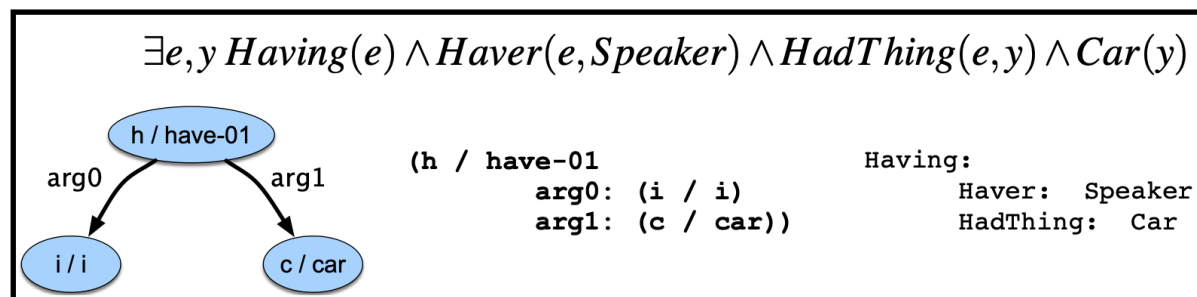 ∃e,y Having(e) ∧ Haver(e,Speaker) ∧ HadThing(e,y) ∧ Car(y)
h / have-01
arg0 arg1
i / i c / car
(h / have-01
arg0: (i / i)
arg1: (c / car))
Having:
Haver: Speaker
HadThing: Car